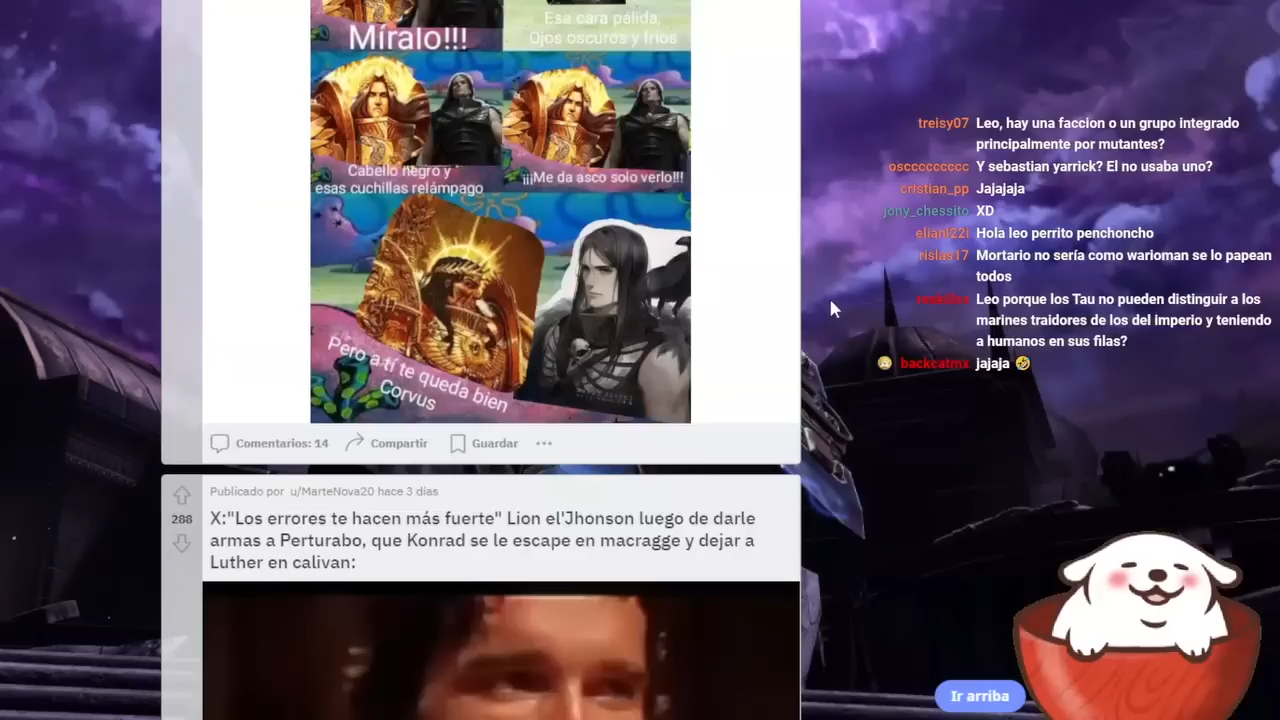 Míralo!!!
Esa cara pálida,
Ojos oscuros y fríos
Cabello negro y
esas cuchillas relámpago
¡¡¡Me da asco solo verlo!!!
Pero a tí te queda bien
Corvus
Comentarios: 14
Compartir
Guardar
Publicado por u/MarteNova20 hace 3 días
288
X:"Los errores te hacen más fuerte" Lion el'Jhonson luego de darle
armas a Perturabo, que Konrad se le escape en macragge y dejar a
Luther en calivan:
treisy07 Leo, hay una faccion o un grupo integrado
principalmente por mutantes?
osccccccccc Y sebastian yarrick? El no usaba uno?
cristian_pp Jajajaja
jony_chessito XD
Hola leo perrito penchoncho
rislas17 Mortario no sería como warioman se lo papean
todos
Leo porque los Tau no pueden distinguir a los
marines traidores de los del imperio y teniendo
a humanos en sus filas?
backcatmx jajaja 🤣
Ir arriba